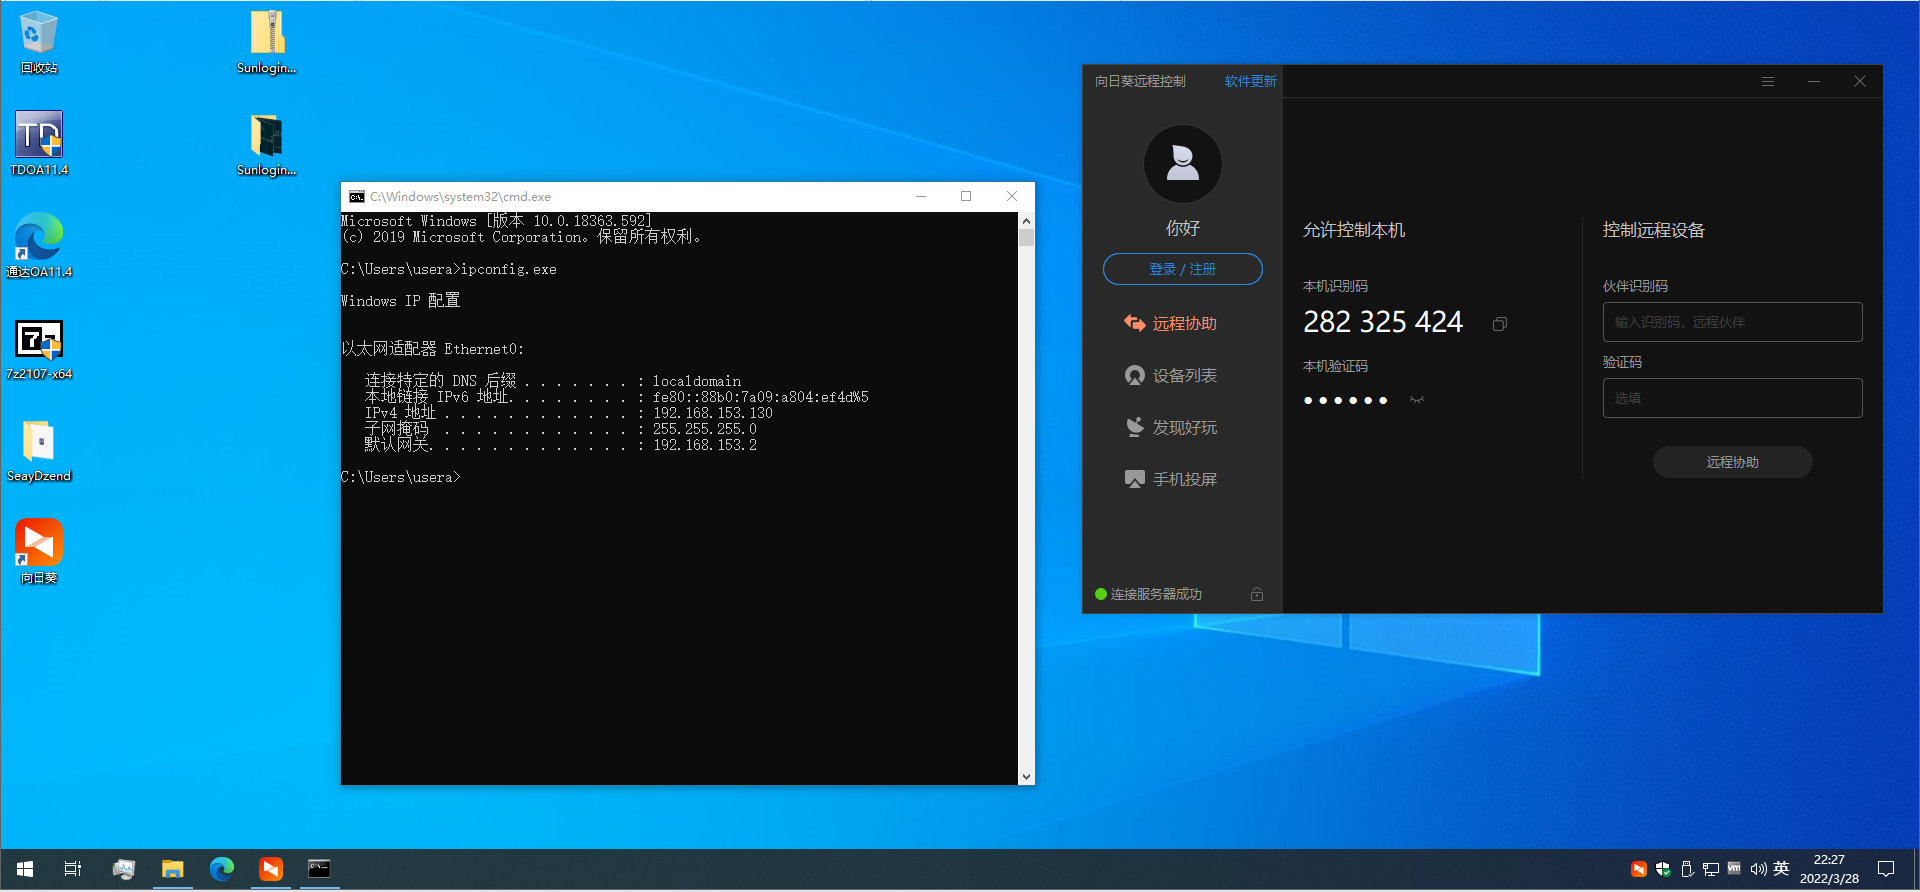 回收站
Sunlogin...
TDOA11.4
Sunlogin...
通达OA11.4
7z2107-x64
SeayDzend
向日葵
C:\Windows\system32\cmd.exe
Microsoft Windows [版本 10.0.18363.592]
(c) 2019 Microsoft Corporation。保留所有权利。
C:\Users\usera>ipconfig.exe
Windows IP 配置
以太网适配器 Ethernet0:
连接特定的 DNS 后缀 . . . . . . . : localdomain
本地链接 IPv6 地址. . . . . . . . : fe80::88b0:7a09:a804:ef4d%5
IPv4 地址 . . . . . . . . . . . . : 192.168.153.130
子网掩码 . . . . . . . . . . . . : 255.255.255.0
默认网关. . . . . . . . . . . . . : 192.168.153.2
C:\Users\usera>
向日葵远程控制 软件更新
你好
登录 / 注册
远程协助
设备列表
发现好玩
手机投屏
连接服务器成功
允许控制本机
本机识别码
282 325 424
本机验证码
控制远程设备
伙伴识别码
输入识别码，远程伙伴
验证码
选填
远程协助
英
22:27
2022/3/28